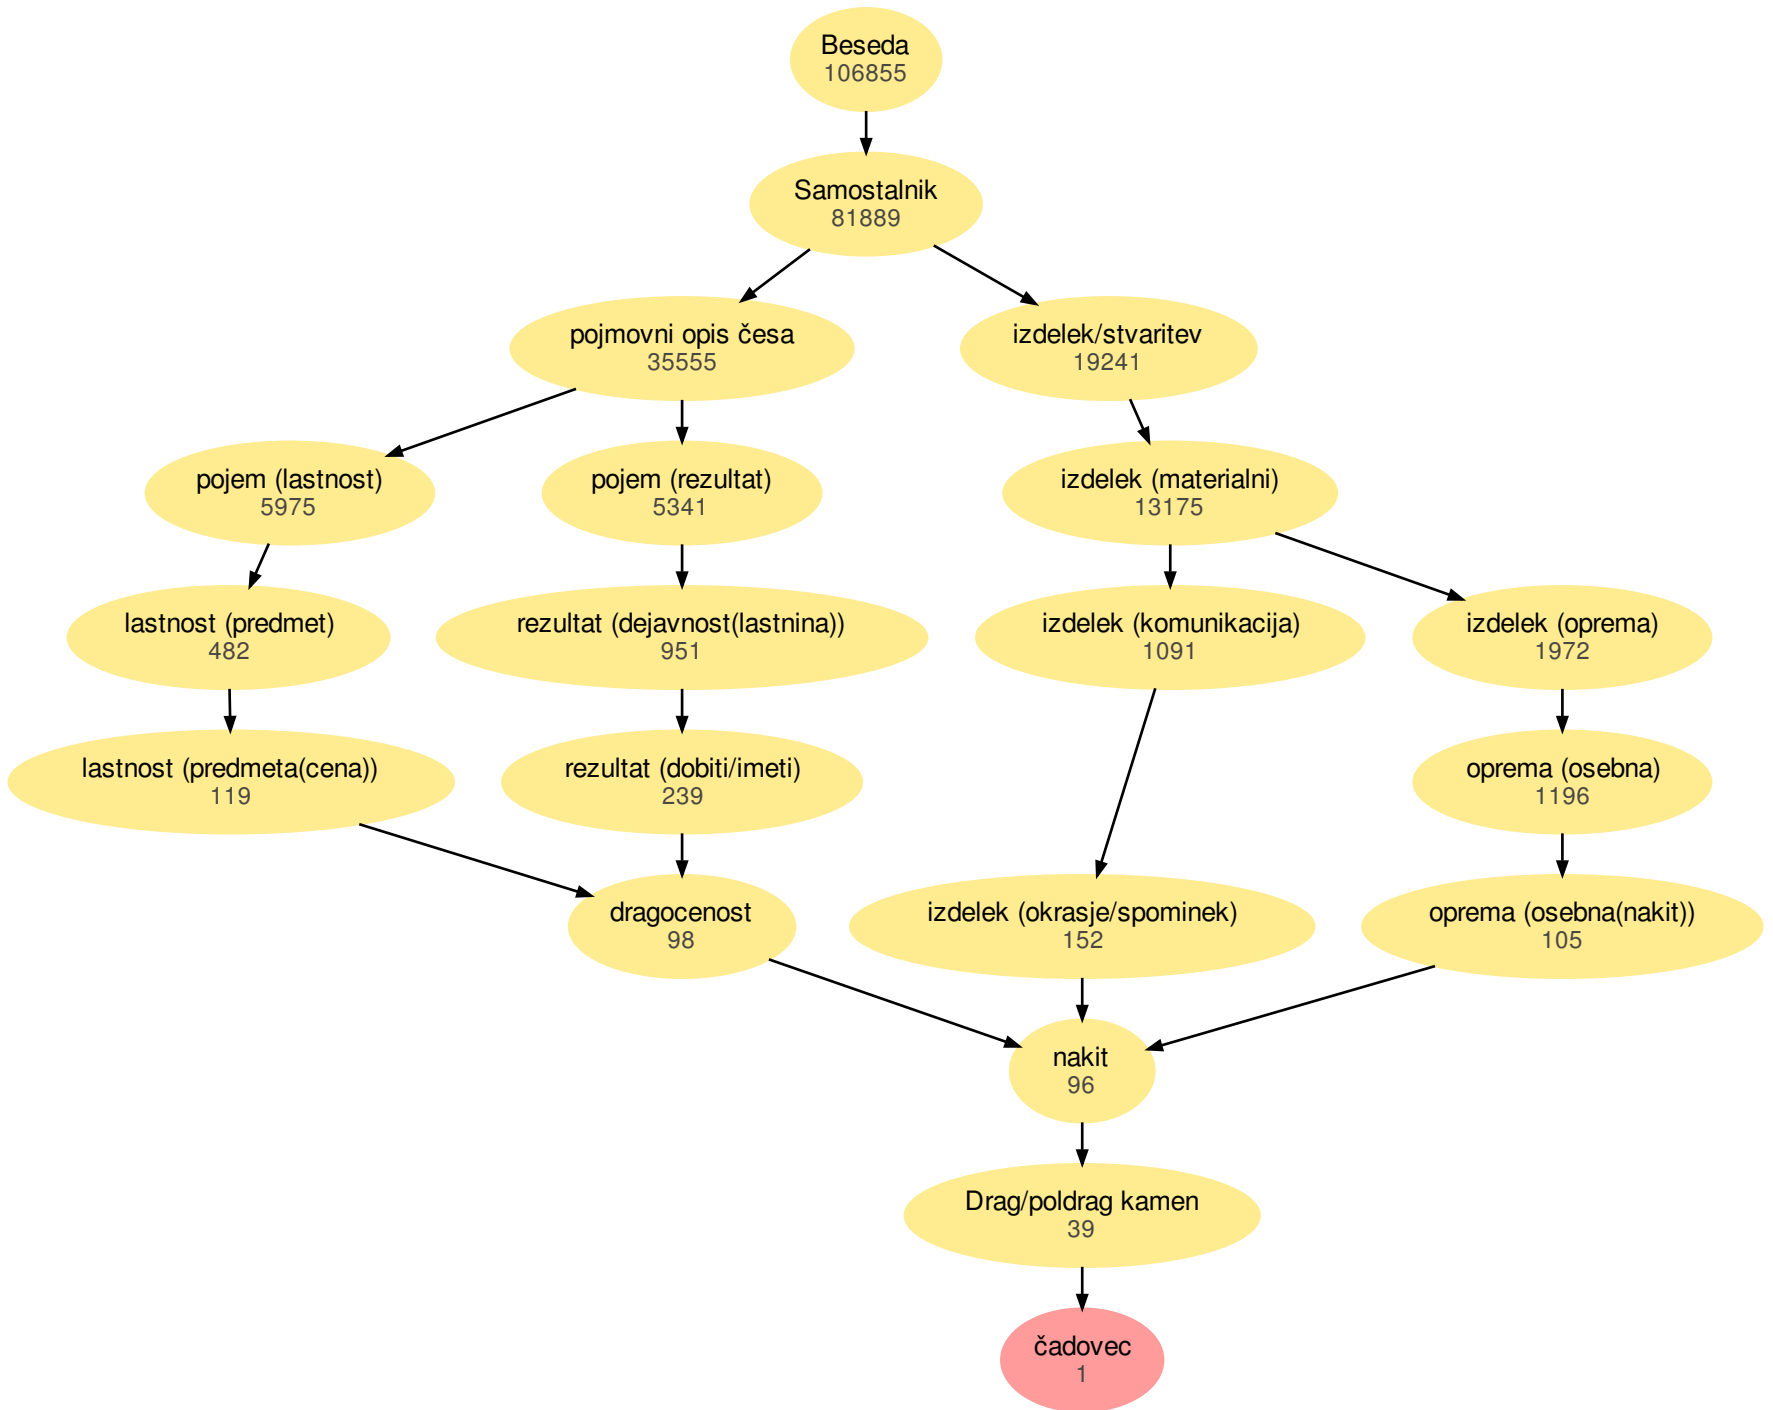 Beseda
106855
Samostalnik
81889
pojmovni opis česa
35555
izdelek/stvaritev
19241
pojem (lastnost)
5975
pojem (rezultat)
5341
izdelek (materialni)
13175
lastnost (predmet)
482
rezultat (dejavnost(lastnina))
951
izdelek (komunikacija)
1091
izdelek (oprema)
1972
lastnost (predmeta(cena))
119
rezultat (dobiti/imeti)
239
oprema (osebna)
1196
dragocenost
98
izdelek (okrasje/spominek)
152
oprema (osebna(nakit))
105
nakit
96
Drag/poldrag kamen
39
čadovec
1